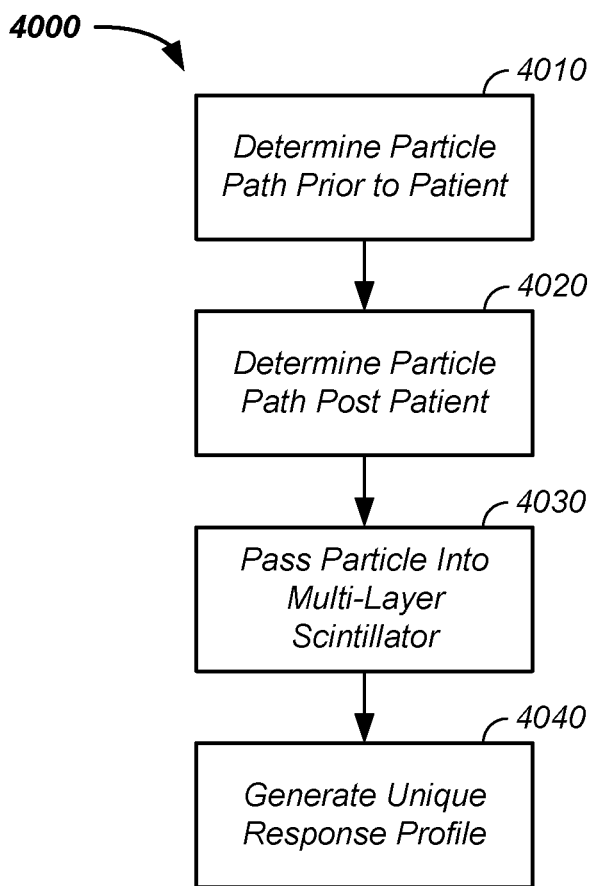 4000
4010
Determine Particle
Path Prior to Patient
4020
Determine Particle
Path Post Patient
4030
Pass Particle Into
Multi-Layer
Scintillator
4040
Generate Unique
Response Profile